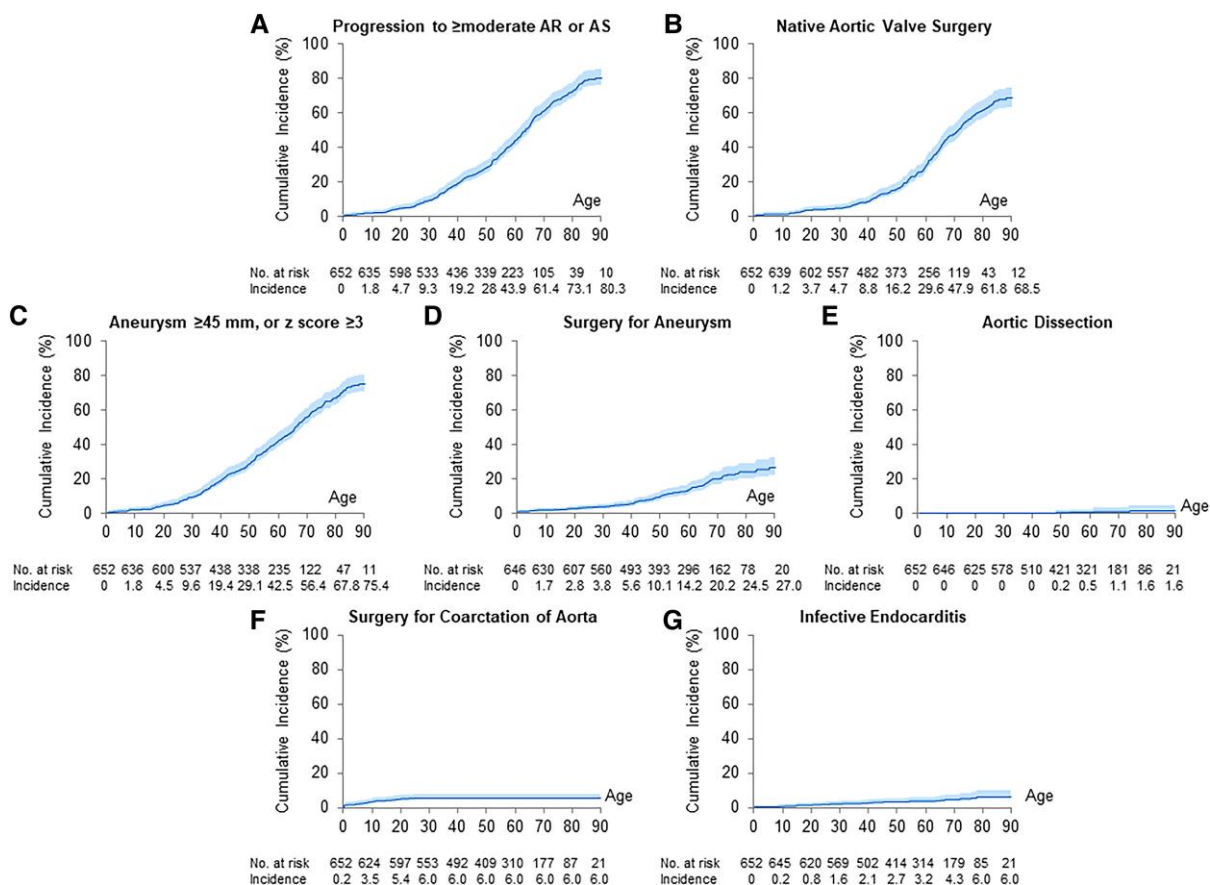 A
Progression to ≥moderate AR or AS
Cumulative Incidence (%)
100
80
60
40
20
0
Age
0 10 20 30 40 50 60 70 80 90
No. at risk 652 635 598 533 436 339 223 105 39 10
Incidence 0 1.8 4.7 9.3 19.2 28 43.9 61.4 73.1 80.3
B
Native Aortic Valve Surgery
Cumulative Incidence (%)
100
80
60
40
20
0
Age
0 10 20 30 40 50 60 70 80 90
No. at risk 652 639 602 557 482 373 256 119 43 12
Incidence 0 1.2 3.7 4.7 8.8 16.2 29.6 47.9 61.8 68.5
C
Aneurysm ≥45 mm, or z score ≥3
Cumulative Incidence (%)
100
80
60
40
20
0
Age
0 10 20 30 40 50 60 70 80 90
No. at risk 652 636 600 537 438 338 235 122 47 11
Incidence 0 1.8 4.5 9.6 19.4 29.1 42.5 56.4 67.8 75.4
D
Surgery for Aneurysm
Cumulative Incidence (%)
100
80
60
40
20
0
Age
0 10 20 30 40 50 60 70 80 90
No. at risk 646 630 607 560 493 393 296 162 78 20
Incidence 0 1.7 2.8 3.8 5.6 10.1 14.2 20.2 24.5 27.0
E
Aortic Dissection
Cumulative Incidence (%)
100
80
60
40
20
0
Age
0 10 20 30 40 50 60 70 80 90
No. at risk 652 646 625 578 510 421 321 181 86 21
Incidence 0 0 0 0 0 0.2 0.5 1.1 1.6 1.6
F
Surgery for Coarctation of Aorta
Cumulative Incidence (%)
100
80
60
40
20
0
Age
0 10 20 30 40 50 60 70 80 90
No. at risk 652 624 597 553 492 409 310 177 87 21
Incidence 0.2 3.5 5.4 6.0 6.0 6.0 6.0 6.0 6.0 6.0
G
Infective Endocarditis
Cumulative Incidence (%)
100
80
60
40
20
0
Age
0 10 20 30 40 50 60 70 80 90
No. at risk 652 645 620 569 502 414 314 179 85 21
Incidence 0 0.2 0.8 1.6 2.1 2.7 3.2 4.3 6.0 6.0